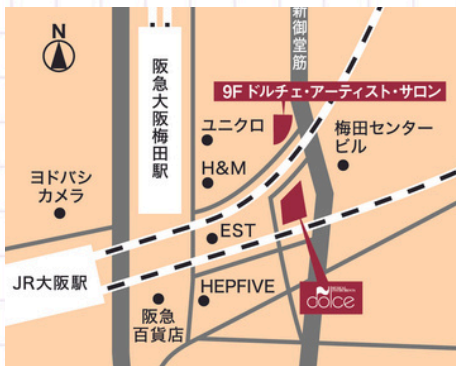 N
新御堂筋
阪急大阪梅田駅
9F ドルチェ・アーティスト・サロン
ユニクロ
梅田センター
ビル
H&M
ヨドバシ
カメラ
EST
JR大阪駅
HEPFIVE
dolce
阪急
百貨店